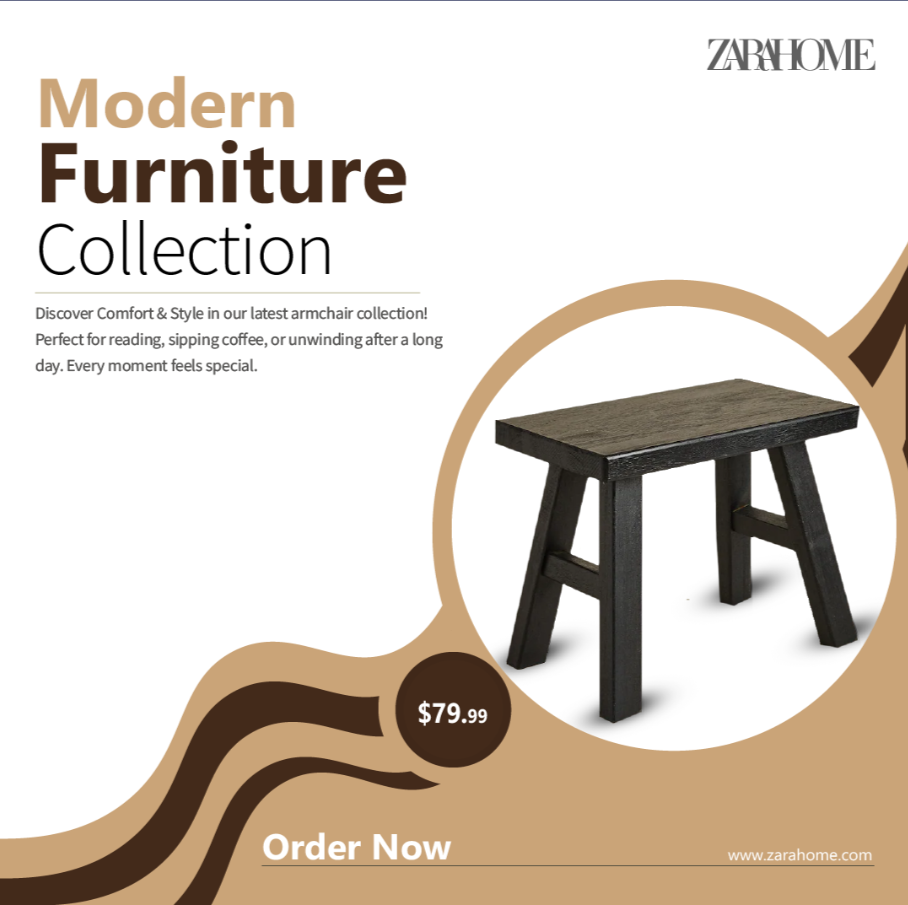 ZARAHOME
Modern
Furniture
Collection
Discover Comfort & Style in our latest armchair collection!
Perfect for reading, sipping coffee, or unwinding after a long
day. Every moment feels special.
$79.99
Order Now
www.zarahome.com